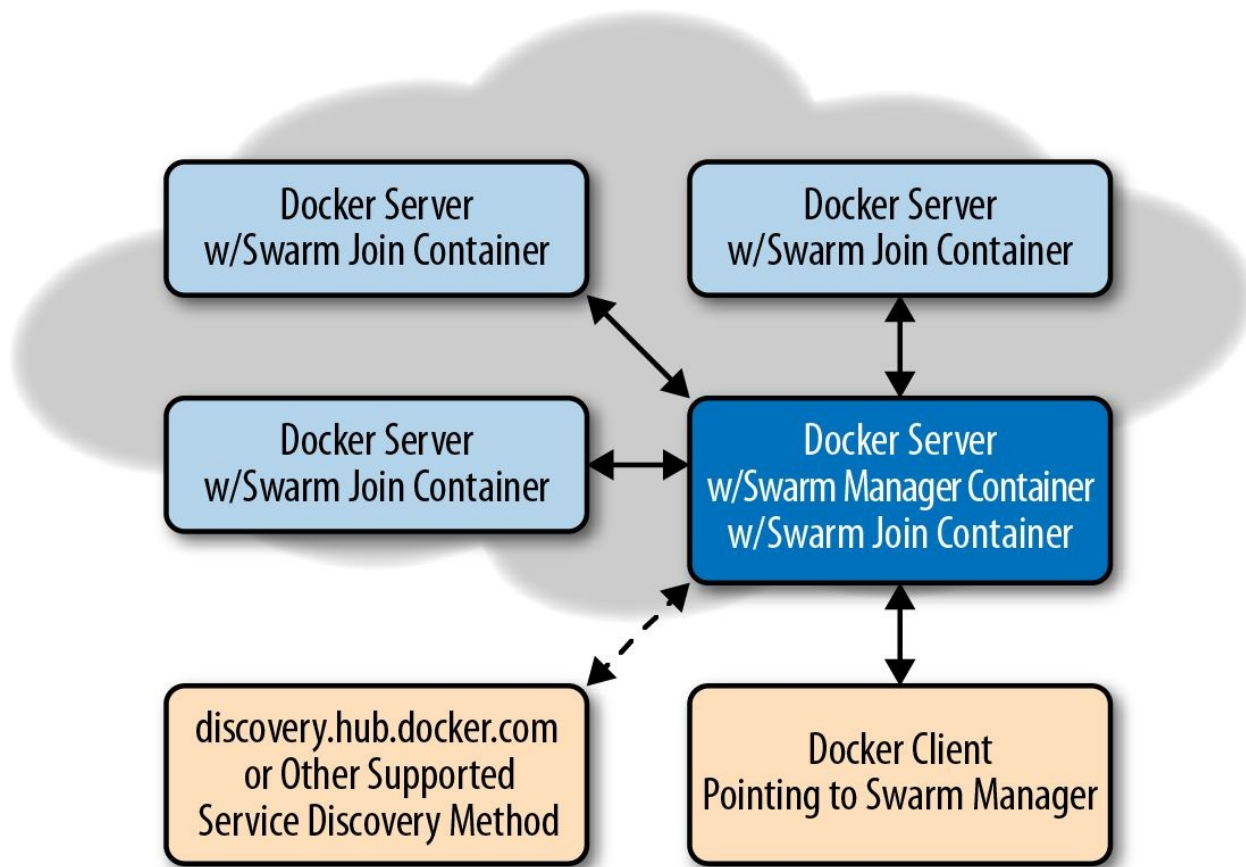 Docker Server
w/Swarm Join Container
Docker Server
w/Swarm Join Container
Docker Server
w/Swarm Join Container
Docker Server
w/Swarm Manager Container
w/Swarm Join Container
discovery.hub.docker.com
or Other Supported
Service Discovery Method
Docker Client
Pointing to Swarm Manager